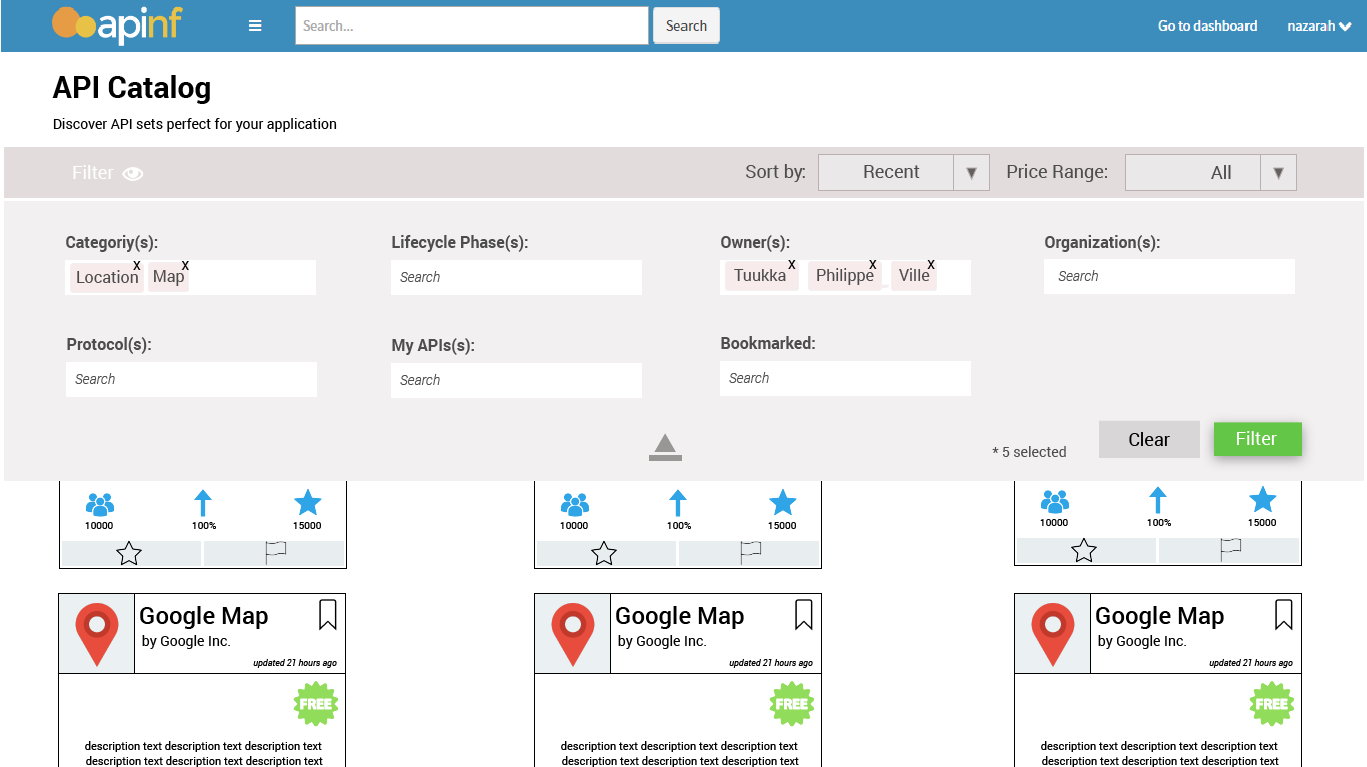 apinf
Search...
Search
Go to dashboard
nazarah
API Catalog
Discover API sets perfect for your application
Filter
Sort by:
Recent
▼
Price Range:
All
▼
Categoriy(s):
Lifecycle Phase(s):
Owner(s):
Organization(s):
Location x Map x
Search
Tuukka x Philippe x Ville x
Search
Protocol(s):
My APIs(s):
Bookmarked:
Search
Search
Search
* 5 selected
Clear
Filter
10000 100% 15000
10000 100% 15000
10000 100% 15000
Google Map
by Google Inc.
updated 21 hours ago
FREE
description text description text description text
description text description text description text
Google Map
by Google Inc.
updated 21 hours ago
FREE
description text description text description text
description text description text description text
Google Map
by Google Inc.
updated 21 hours ago
FREE
description text description text description text
description text description text description text